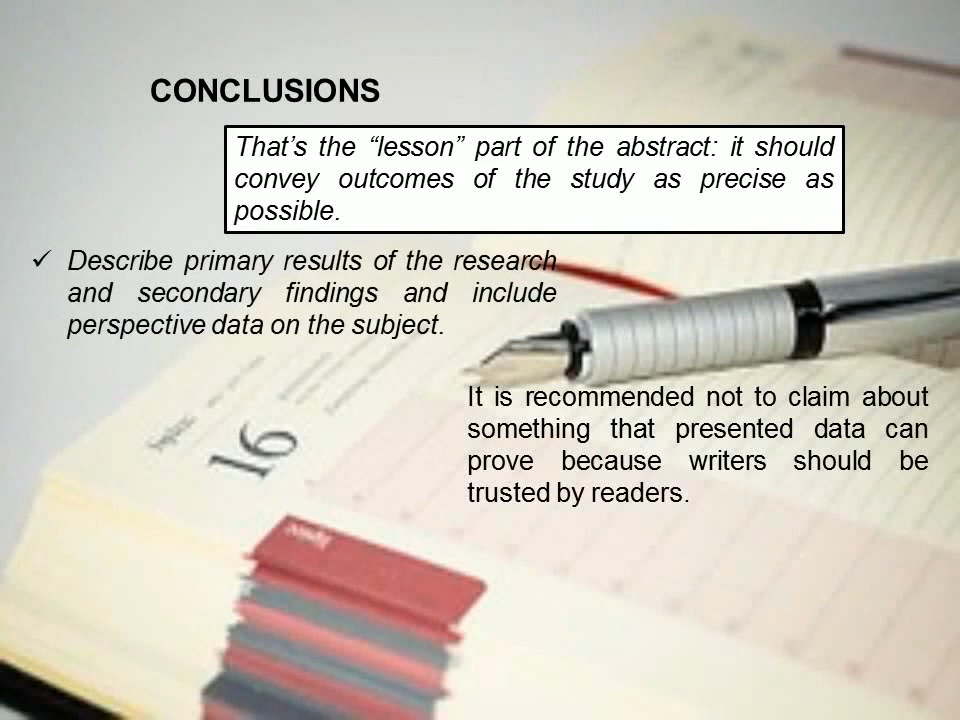 CONCLUSIONS
That’s the “lesson” part of the abstract: it should
convey outcomes of the study as precise as
possible.
✓ Describe primary results of the research
and secondary findings and include
perspective data on the subject.
It is recommended not to claim about
something that presented data can
prove because writers should be
trusted by readers.
16